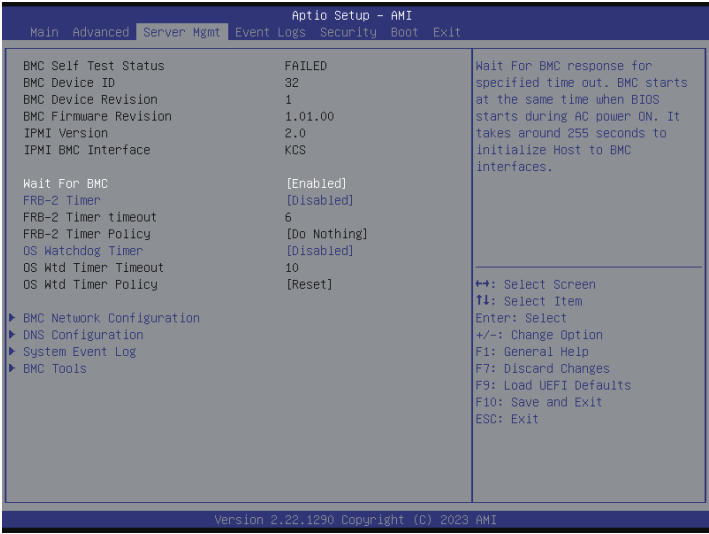 Aptio Setup – AMI
Main Advanced Server Mgmt Event Logs Security Boot Exit
BMC Self Test Status FAILED
BMC Device ID 32
BMC Device Revision 1
BMC Firmware Revision 1.01.00
IPMI Version 2.0
IPMI BMC Interface KCS
Wait For BMC [Enabled]
FRB-2 Timer [Disabled]
FRB-2 Timer timeout 6
FRB-2 Timer Policy [Do Nothing]
OS Watchdog Timer [Disabled]
OS Wtd Timer Timeout 10
OS Wtd Timer Policy [Reset]
BMC Network Configuration
DNS Configuration
System Event Log
BMC Tools
Wait For BMC response for
specified time out. BMC starts
at the same time when BIOS
starts during AC power ON. It
takes around 255 seconds to
initialize Host to BMC
interfaces.
↔: Select Screen
↑↓: Select Item
Enter: Select
+/-: Change Option
F1: General Help
F7: Discard Changes
F9: Load UEFI Defaults
F10: Save and Exit
ESC: Exit
Version 2.22.1290 Copyright (C) 2023 AMI